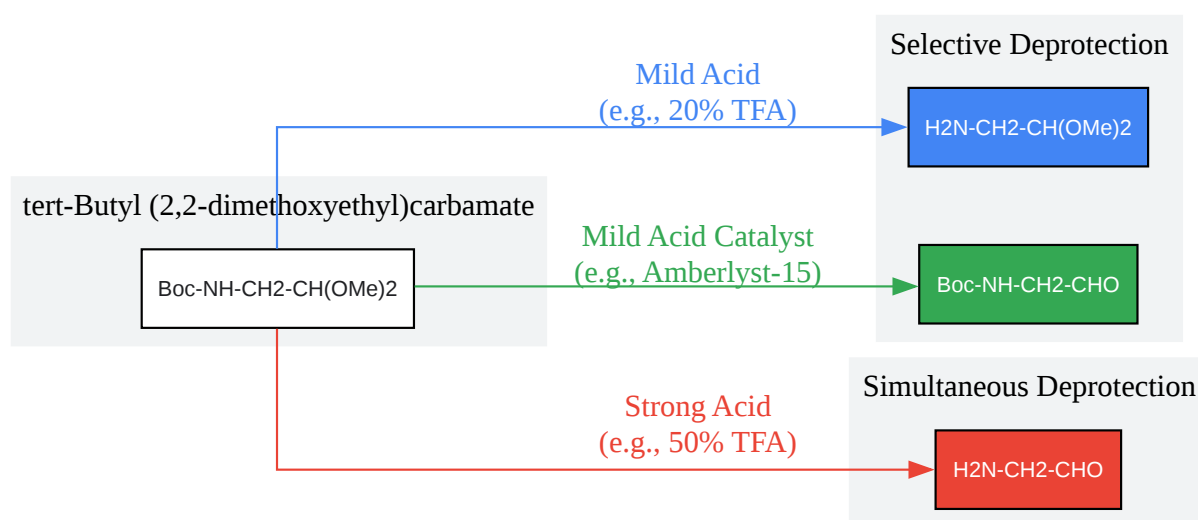 Selective Deprotection
Mild Acid
(e.g., 20% TFA)
H2N-CH2-CH(OMe)2
tert-Butyl (2,2-dimethoxyethyl)carbamate
Boc-NH-CH2-CH(OMe)2
Mild Acid Catalyst
(e.g., Amberlyst-15)
Boc-NH-CH2-CHO
Simultaneous Deprotection
Strong Acid
(e.g., 50% TFA)
H2N-CH2-CHO